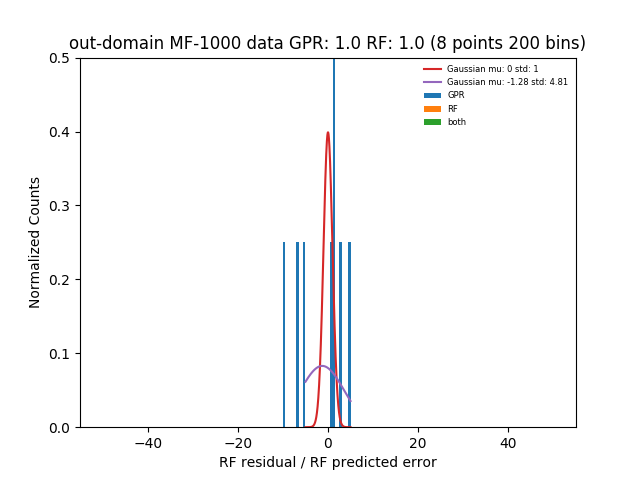 out-domain MF-1000 data GPR: 1.0 RF: 1.0 (8 points 200 bins)
0.5
0.4
0.3
0.2
0.1
0.0
Normalized Counts
Gaussian mu: 0 std: 1
Gaussian mu: -1.28 std: 4.81
GPR
RF
both
−40
−20
0
20
40
RF residual / RF predicted error